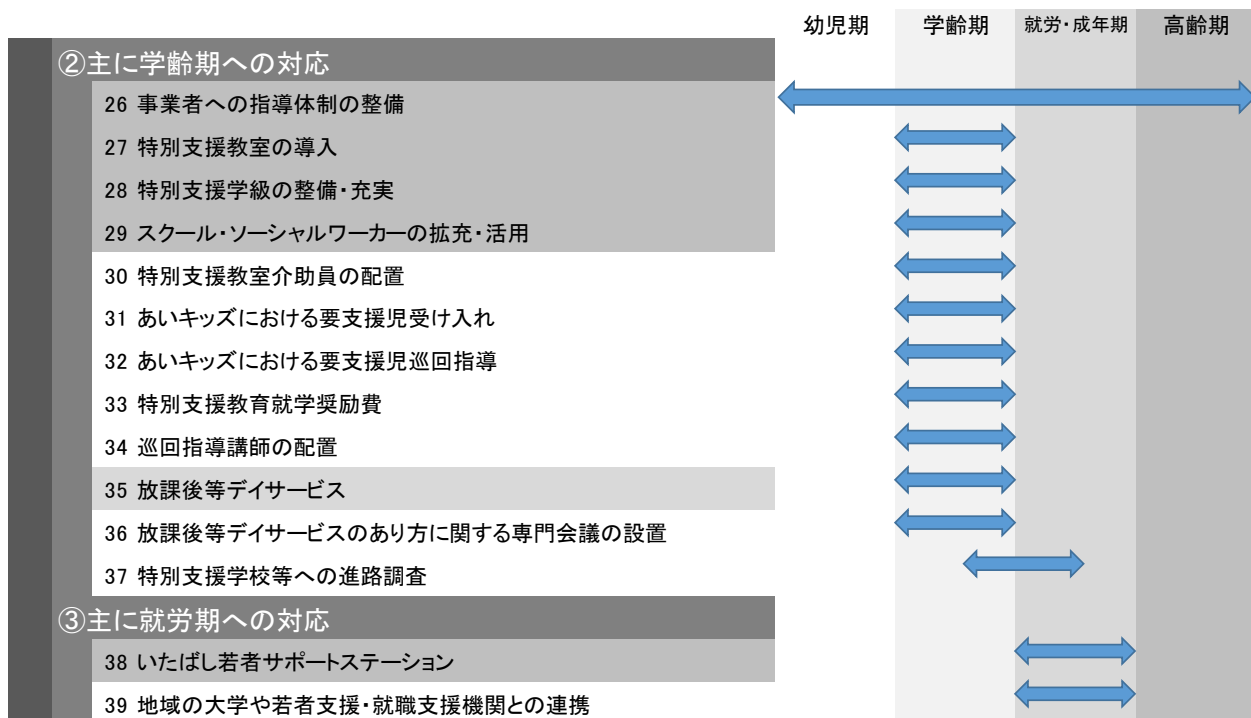 幼児期 学齢期 就労・成年期 高齢期
②主に学齢期への対応
26 事業者への指導体制の整備
27 特別支援教室の導入
28 特別支援学級の整備・充実
29 スクール・ソーシャルワーカーの拡充・活用
30 特別支援教室介助員の配置
31 あいキッズにおける要支援児受け入れ
32 あいキッズにおける要支援児巡回指導
33 特別支援教育就学奨励費
34 巡回指導講師の配置
35 放課後等デイサービス
36 放課後等デイサービスのあり方に関する専門会議の設置
37 特別支援学校等への進路調査
③主に就労期への対応
38 いたばし若者サポートステーション
39 地域の大学や若者支援・就職支援機関との連携